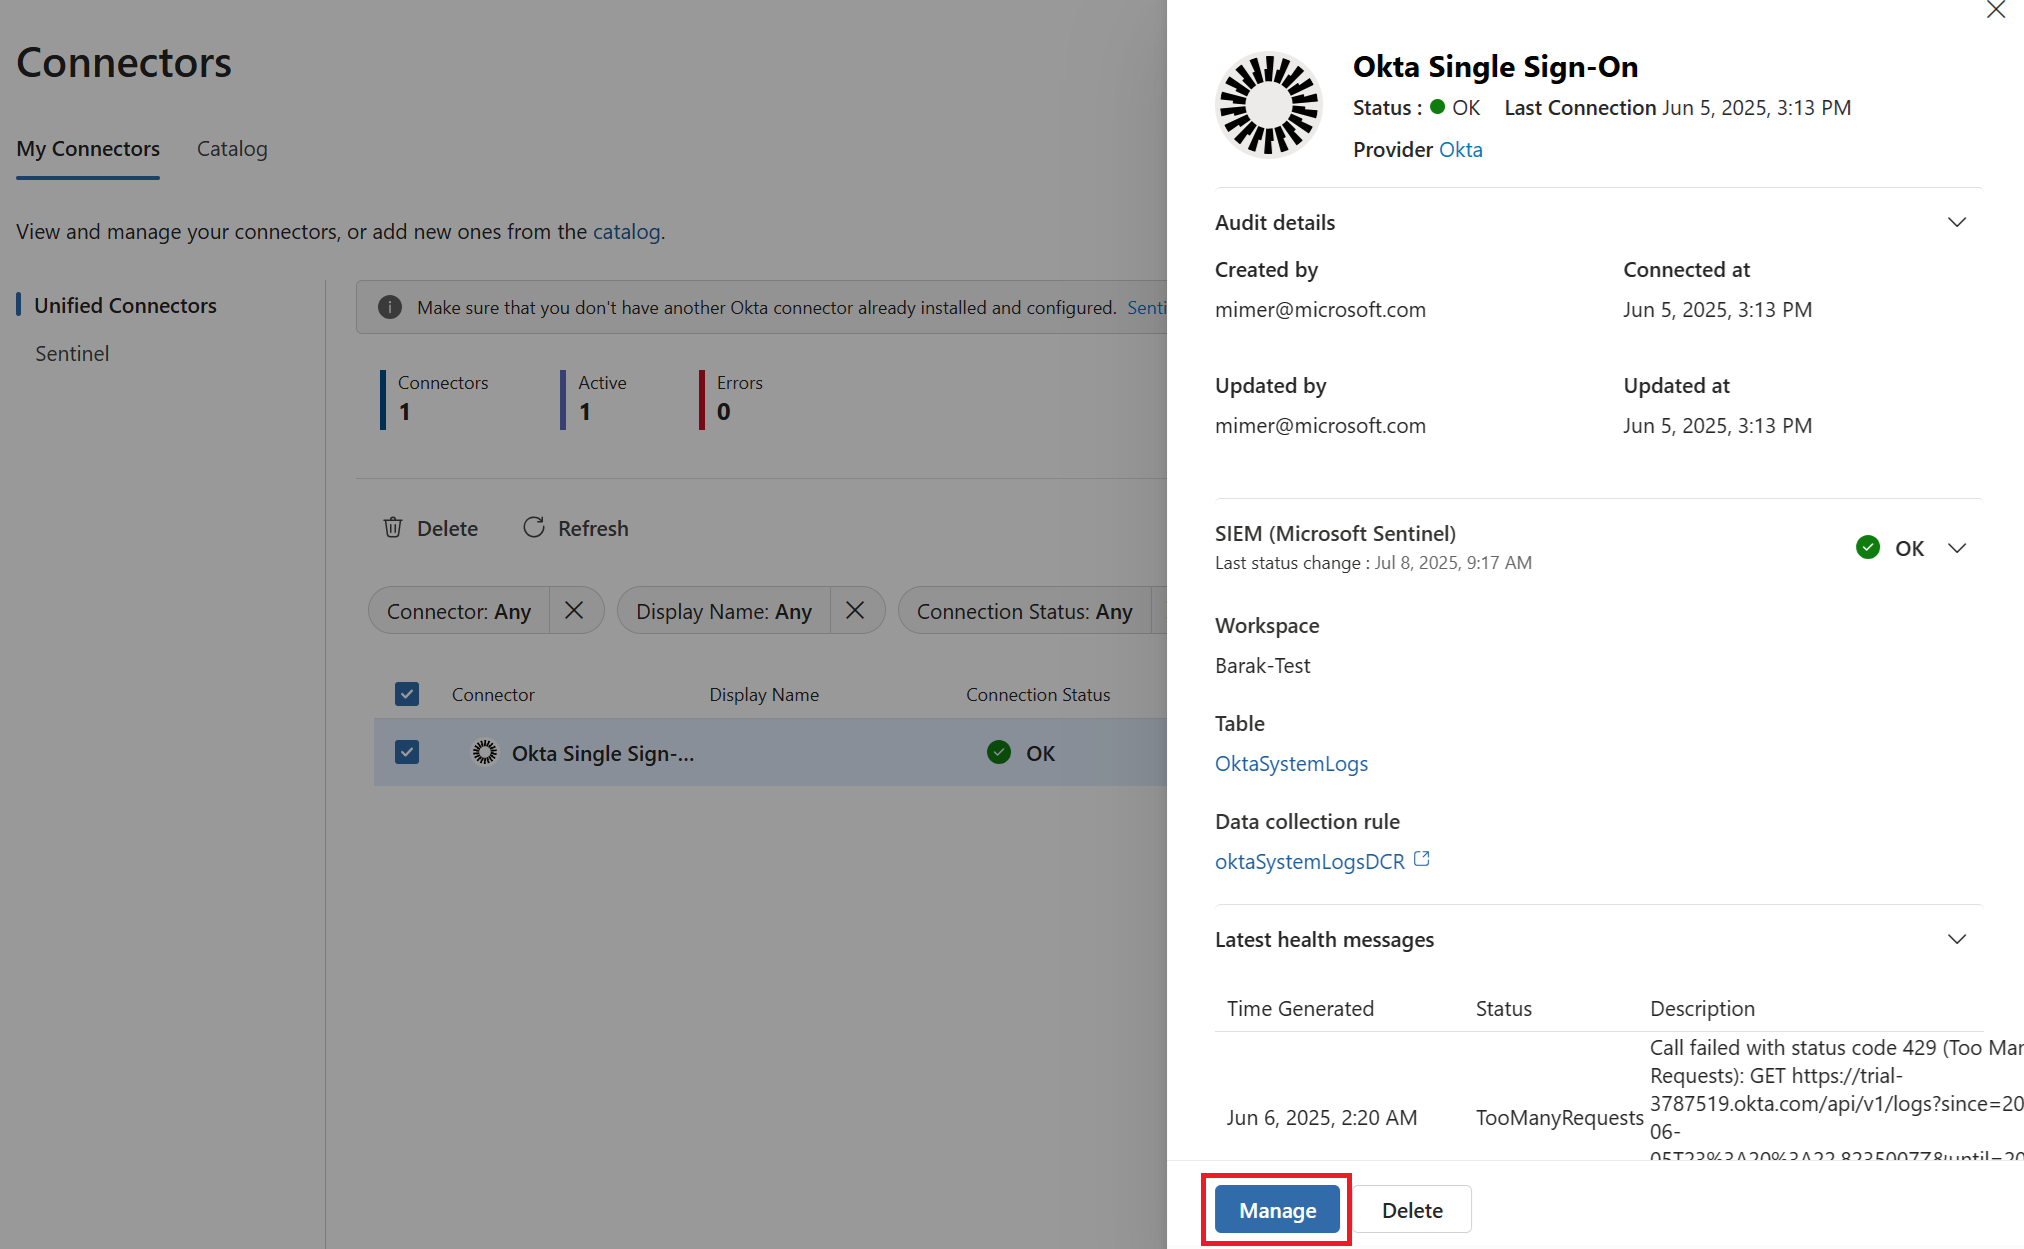 Connectors
My Connectors
Catalog
View and manage your connectors, or add new ones from the catalog.
Unified Connectors
Sentinel
Make sure that you don't have another Okta connector already installed and configured. Senti
Connectors
1
Active
1
Errors
0
Delete
Refresh
Connector: Any
Display Name: Any
Connection Status: Any
Connector
Display Name
Connection Status
Okta Single Sign-...
OK
Okta Single Sign-On
Status : OK Last Connection Jun 5, 2025, 3:13 PM
Provider Okta
Audit details
Created by
Connected at
mimer@microsoft.com
Jun 5, 2025, 3:13 PM
Updated by
Updated at
mimer@microsoft.com
Jun 5, 2025, 3:13 PM
SIEM (Microsoft Sentinel)
Last status change : Jul 8, 2025, 9:17 AM
OK
Workspace
Barak-Test
Table
OktaSystemLogs
Data collection rule
oktaSystemLogsDCR
Latest health messages
Time Generated
Status
Description
Jun 6, 2025, 2:20 AM
TooManyRequests
Call failed with status code 429 (Too Mar
Requests): GET https://trial-
3787519.okta.com/api/v1/logs?since=20
06-
05T23%3A20%3A22.8235007Z&until=20
Manage
Delete